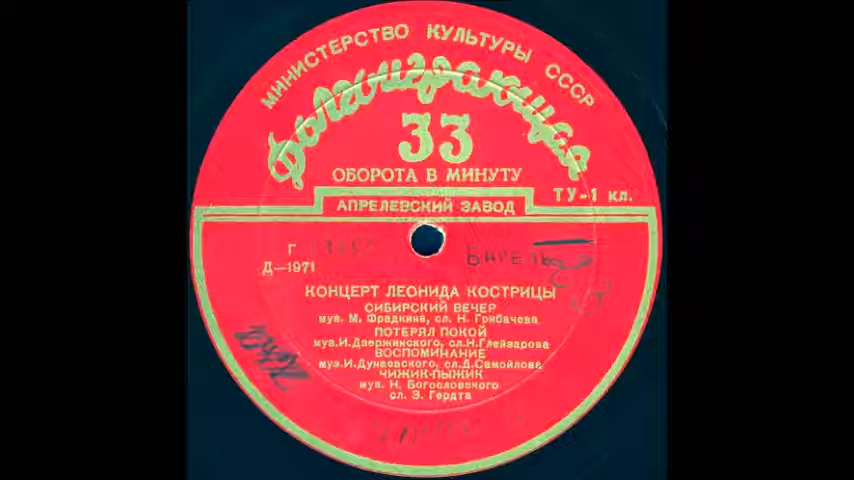 МИНИСТЕРСТВО КУЛЬТУРЫ СССР
Долгоиграющая
33
ОБОРОТА В МИНУТУ
ТУ-1 кл.
АПРЕЛЕВСКИЙ ЗАВОД
Г
Д—1971
КОНЦЕРТ ЛЕОНИДА КОСТРИЦЫ
СИБИРСКИЙ ВЕЧЕР
муз. М. Фрадкина, сл. Н. Грибачева
ПОТЕРЯЛ ПОКОЙ
муз. И. Дзержинского, сл. Н. Глейзарова
ВОСПОМИНАНИЕ
муз. И. Дунаевского, сл. Д. Самойлова
ЧИЖИК-ПЫЖИК
муз. Н. Богословского
сл. З. Гердта